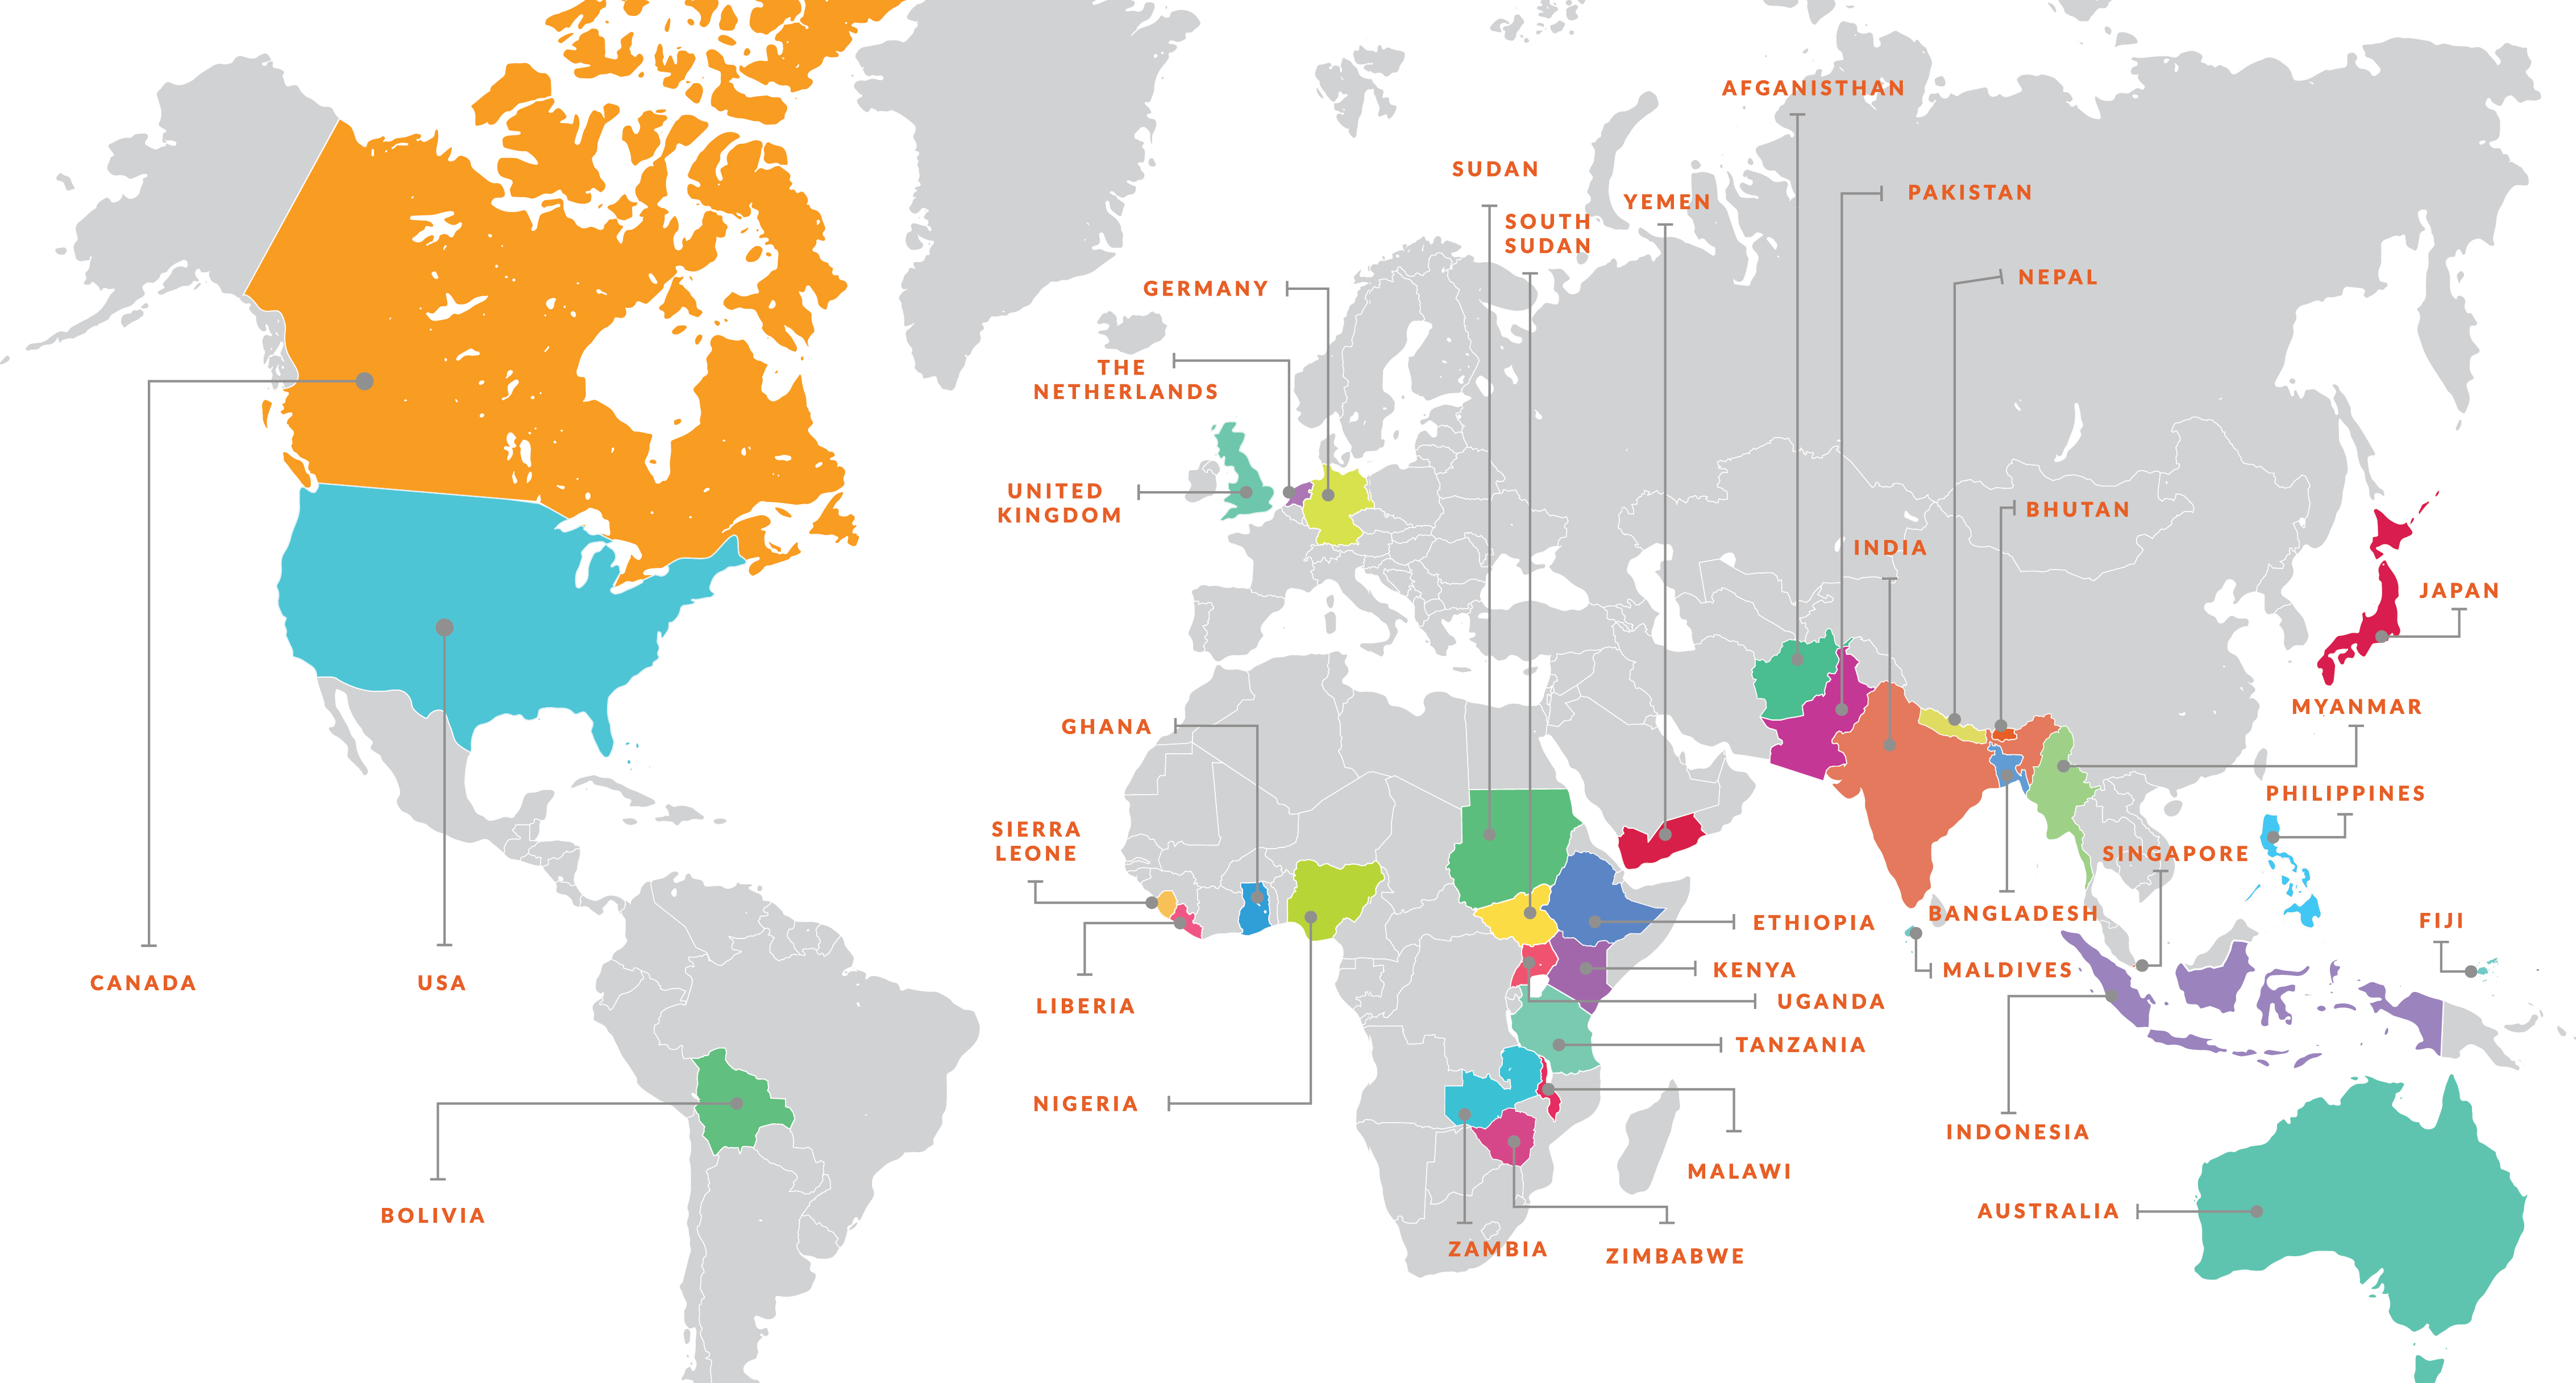 AFGANISTHAN
SUDAN
PAKISTAN
YEMEN
SOUTH
SUDAN
NEPAL
GERMANY
THE
NETHERLANDS
UNITED
KINGDOM
BHUTAN
INDIA
JAPAN
MYANMAR
GHANA
PHILIPPINES
SIERRA
LEONE
SINGAPORE
BANGLADESH
FIJI
ETHIOPIA
KENYA
MALDIVES
CANADA
USA
UGANDA
LIBERIA
TANZANIA
NIGERIA
INDONESIA
MALAWI
AUSTRALIA
BOLIVIA
ZAMBIA
ZIMBABWE